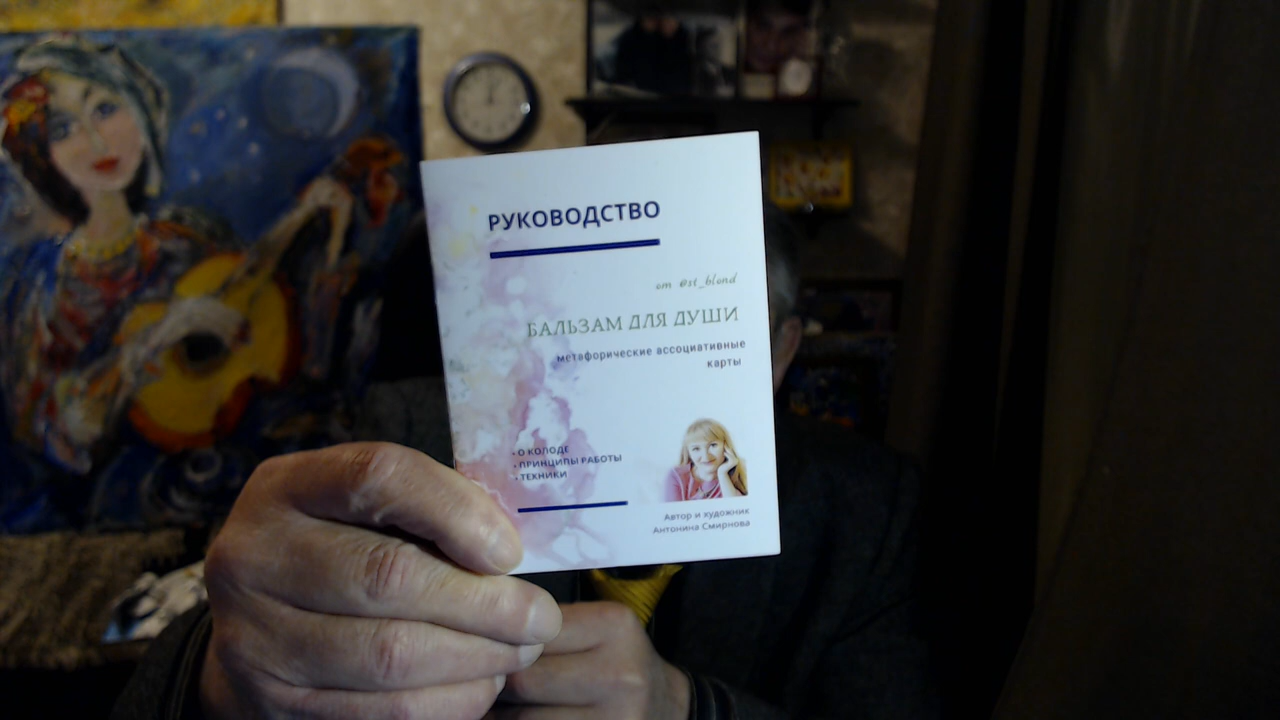 РУКОВОДСТВО
от @st_blond
БАЛЬЗАМ ДЛЯ ДУШИ
метафорические ассоциативные
карты
- О КОЛОДЕ
- ПРИНЦИПЫ РАБОТЫ
- ТЕХНИКИ
Автор и художник
Антонина Смирнова